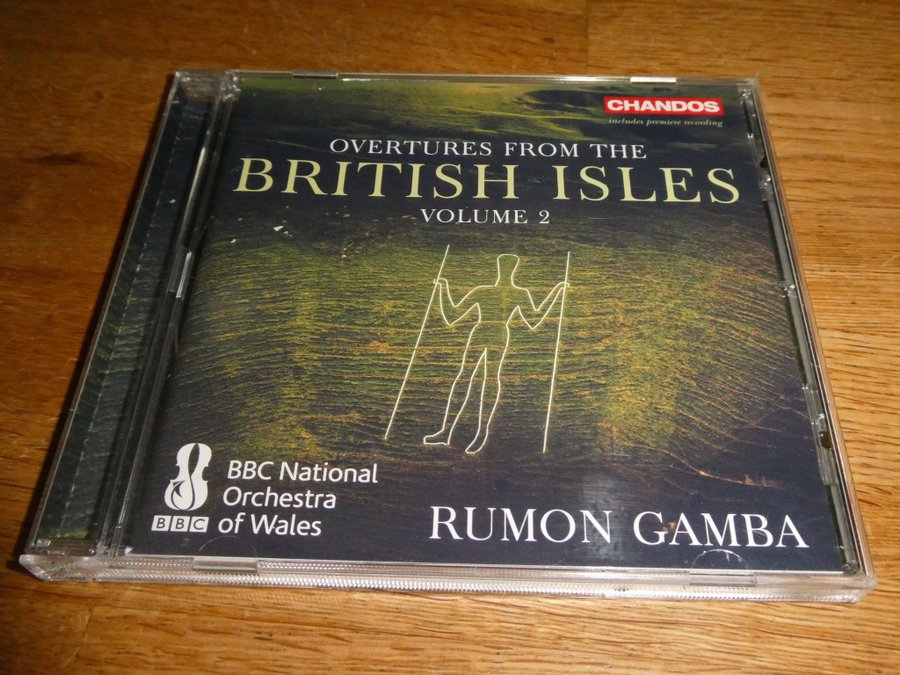 CHANDOS
includes premiere recording
OVERTURES FROM THE
BRITISH ISLES
VOLUME 2
BBC National
Orchestra
of Wales
BBC
RUMON GAMBA